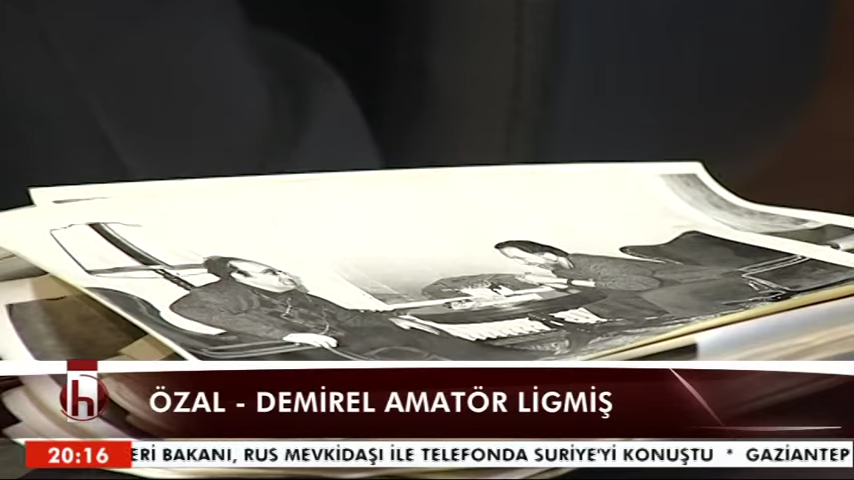 h
ÖZAL - DEMİREL AMATÖR LİGMİŞ
20:16 ERİ BAKANI, RUS MEVKİDAŞI İLE TELEFONDA SURİYE'Yİ KONUŞTU * GAZİANTEP